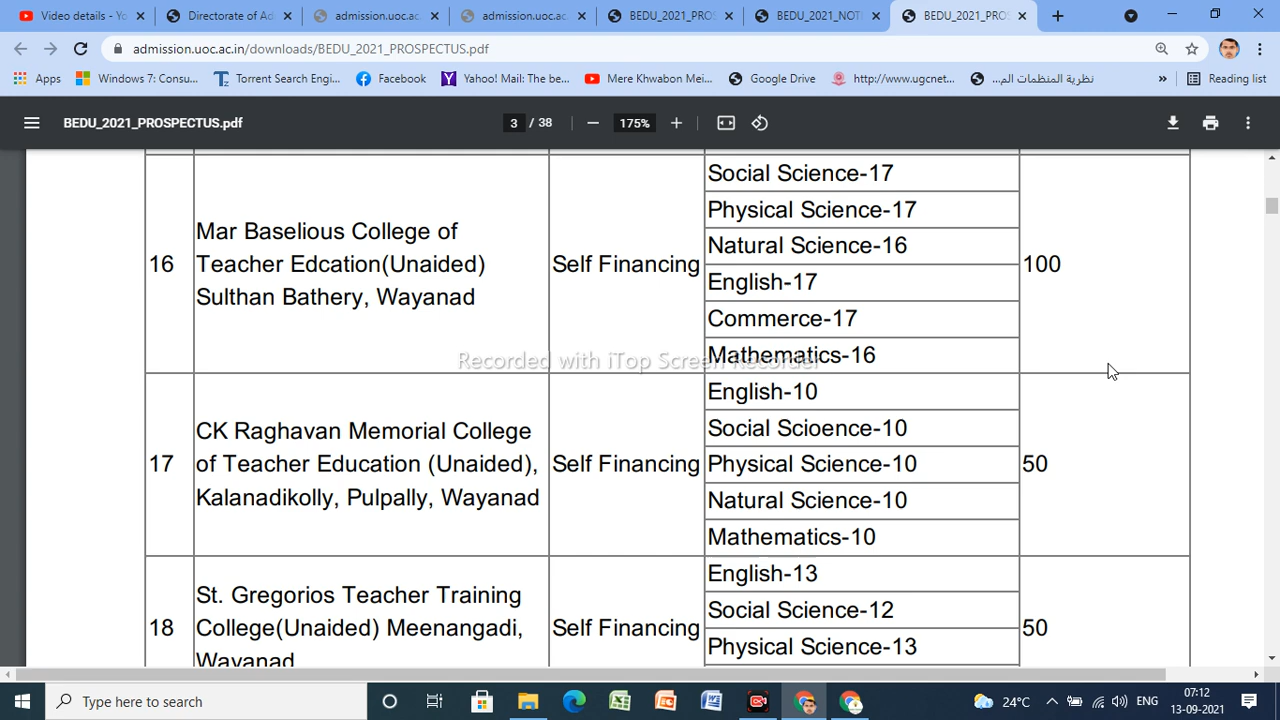 Video details - Yo
Directorate of Ad
admission.uoc.ac.
admission.uoc.ac.
BEDU_2021_PROS
BEDU_2021_NOTI
BEDU_2021_PRO
admission.uoc.ac.in/downloads/BEDU_2021_PROSPECTUS.pdf
Apps
Windows 7: Consu...
Torrent Search Engi...
Facebook
Yahoo! Mail: The be...
Mere Khwabon Mei...
Google Drive
http://www.ugcnet...
نظرية المنظمات الم...
»
Reading list
BEDU_2021_PROSPECTUS.pdf
3 / 38
175%
16
Mar Baselious College of
Teacher Edcation(Unaided)
Sulthan Bathery, Wayanad
Self Financing
Social Science-17
Physical Science-17
Natural Science-16
English-17
Commerce-17
Mathematics-16
100
Recorded with iTop Screen Recorder
17
CK Raghavan Memorial College
of Teacher Education (Unaided),
Kalanadikolly, Pulpally, Wayanad
Self Financing
English-10
Social Scioence-10
Physical Science-10
Natural Science-10
Mathematics-10
50
18
St. Gregorios Teacher Training
College(Unaided) Meenangadi,
Wayanad
Self Financing
English-13
Social Science-12
Physical Science-13
50
Type here to search
24°C
ENG
07:12
13-09-2021